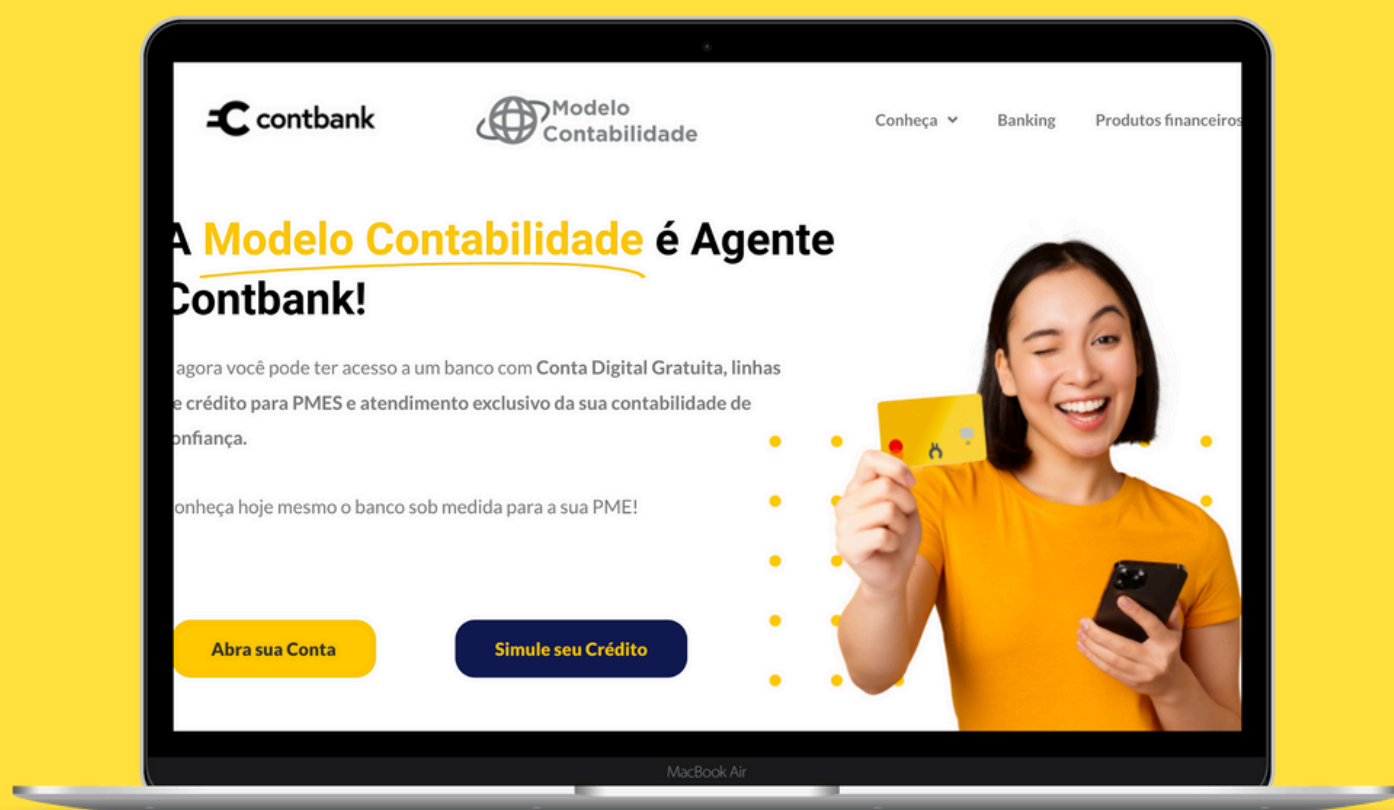 contbank
Modelo
Contabilidade
Conheça
Banking
Produtos financeiros
A Modelo Contabilidade é Agente
Contbank!
agora você pode ter acesso a um banco com Conta Digital Gratuita, linhas
e crédito para PMES e atendimento exclusivo da sua contabilidade de
onfiança.
onheça hoje mesmo o banco sob medida para a sua PME!
Abra sua Conta
Simule seu Crédito
MacBook Air